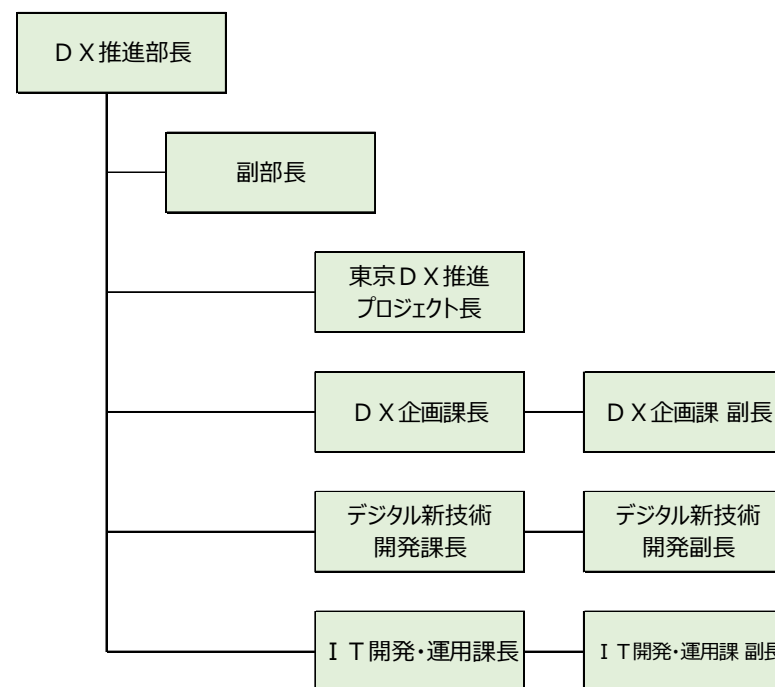 ＤＸ推進部長
副部長
東京ＤＸ推進
プロジェクト長
ＤＸ企画課長
ＤＸ企画課 副長
デジタル新技術
開発課長
デジタル新技術
開発副長
ＩＴ開発・運用課長
ＩＴ開発・運用課 副長